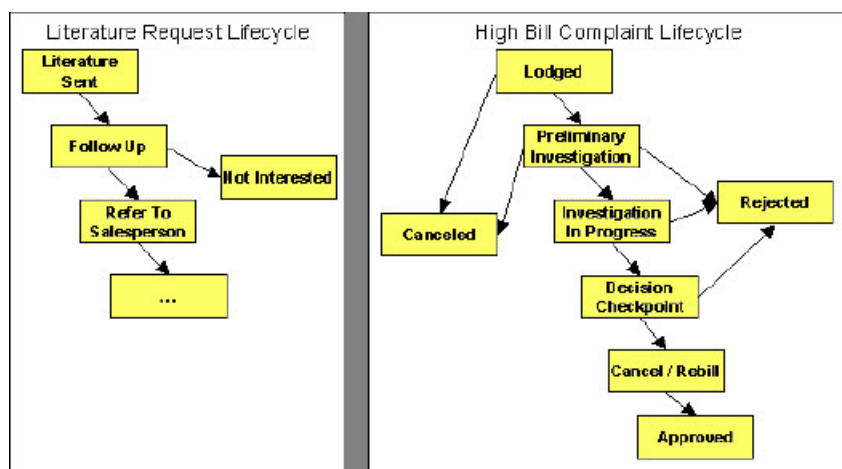 Literature Request Lifecycle
Literature
Sent
Follow Up
Not Interested
Refer To
Salesperson
...
High Bill Complaint Lifecycle
Lodged
Preliminary
Investigation
Canceled
Investigation
In Progress
Rejected
Decision
Checkpoint
Cancel / Rebill
Approved